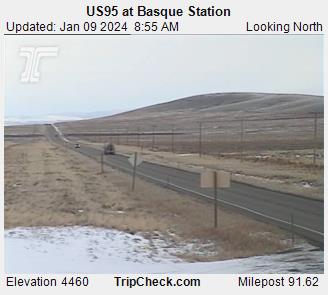 US95 at Basque Station
Updated: Jan 09 2024 8:55 AM Looking North
Elevation 4460 TripCheck.com Milepost 91.62